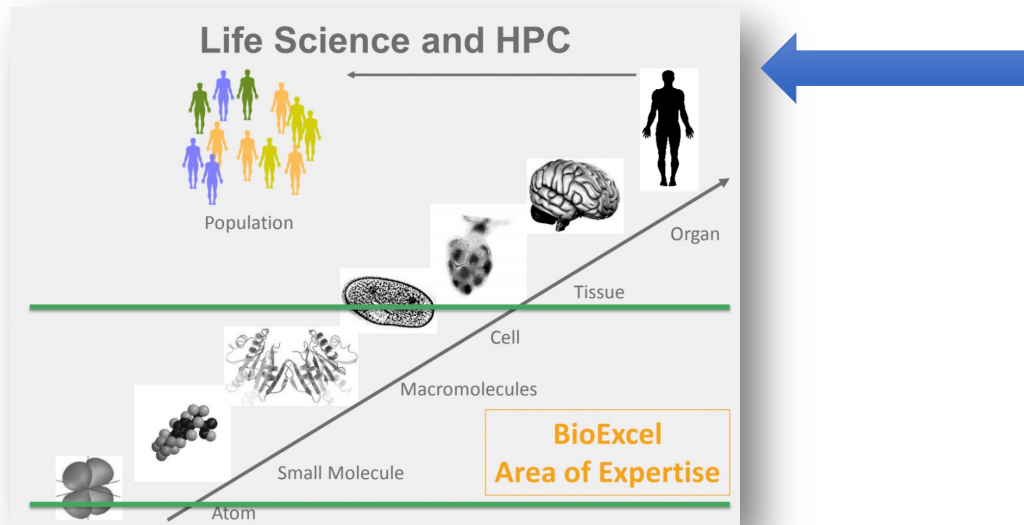 Life Science and HPC
Population
Organ
Tissue
Cell
Macromolecules
BioExcel
Area of Expertise
Small Molecule
Atom